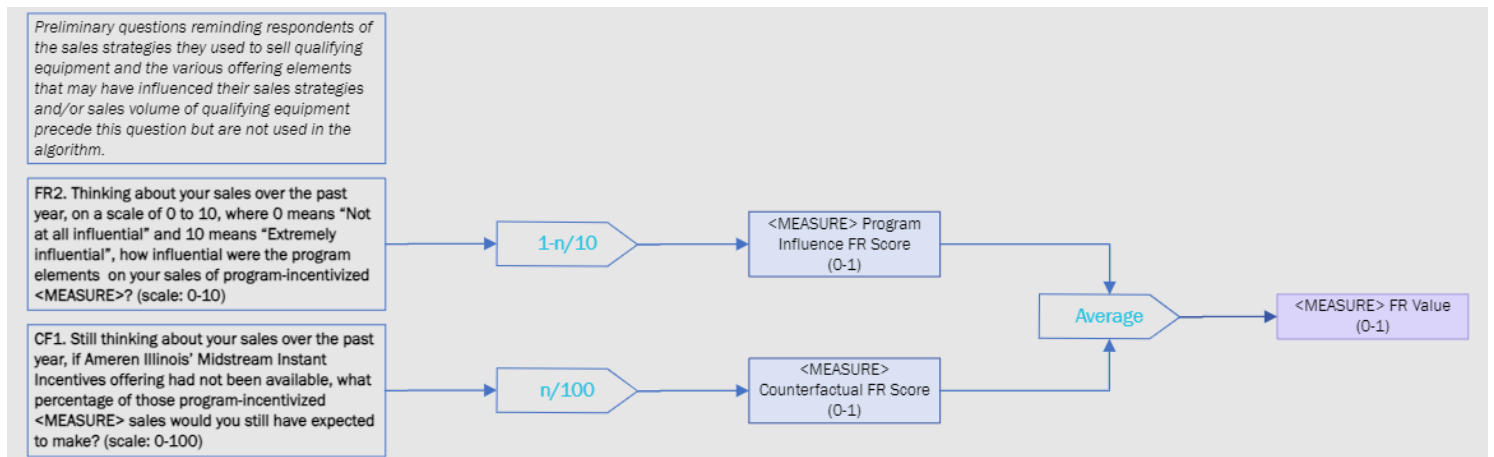 Preliminary questions reminding respondents of
the sales strategies they used to sell qualifying
equipment and the various offering elements
that may have influenced their sales strategies
and/or sales volume of qualifying equipment
precede this question but are not used in the
algorithm.
FR2. Thinking about your sales over the past
year, on a scale of 0 to 10, where 0 means “Not
at all influential” and 10 means “Extremely
influential”, how influential were the program
elements on your sales of program-incentivized
<MEASURE>? (scale: 0-10)
1-n/10
<MEASURE> Program
Influence FR Score
(0-1)
CF1. Still thinking about your sales over the past
year, if Ameren Illinois’ Midstream Instant
Incentives offering had not been available, what
percentage of those program-incentivized
<MEASURE> sales would you still have expected
to make? (scale: 0-100)
n/100
<MEASURE>
Counterfactual FR Score
(0-1)
Average
<MEASURE> FR Value
(0-1)